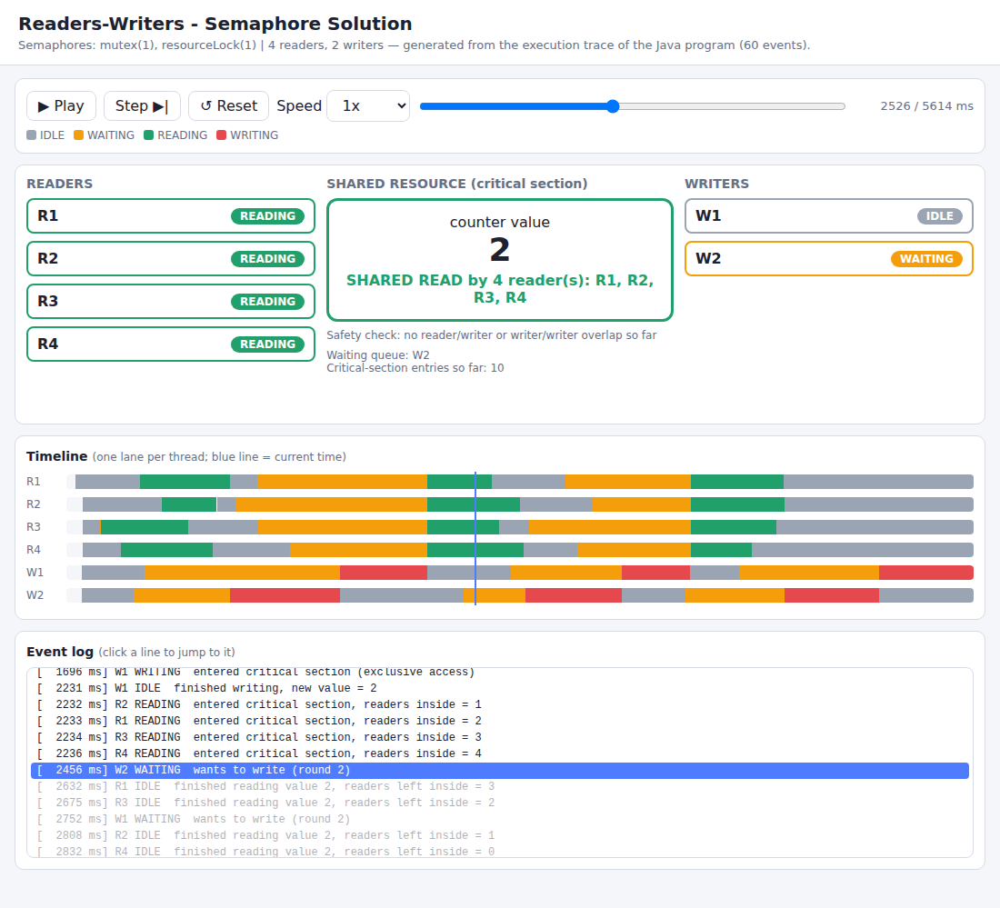 Readers-Writers - Semaphore Solution
Semaphores: mutex(1), resourceLock(1) | 4 readers, 2 writers — generated from the execution trace of the Java program (60 events).
▶ Play Step ▶| ↺ Reset Speed 1x 2526 / 5614 ms
IDLE WAITING READING WRITING
READERS
R1 READING
R2 READING
R3 READING
R4 READING
SHARED RESOURCE (critical section)
counter value
2
SHARED READ by 4 reader(s): R1, R2,
R3, R4
Safety check: no reader/writer or writer/writer overlap so far
Waiting queue: W2
Critical-section entries so far: 10
WRITERS
W1 IDLE
W2 WAITING
Timeline (one lane per thread; blue line = current time)
R1
R2
R3
R4
W1
W2
Event log (click a line to jump to it)
[  1696 ms] W1 WRITING  entered critical section (exclusive access)
[  2231 ms] W1 IDLE  finished writing, new value = 2
[  2232 ms] R2 READING  entered critical section, readers inside = 1
[  2233 ms] R1 READING  entered critical section, readers inside = 2
[  2234 ms] R3 READING  entered critical section, readers inside = 3
[  2236 ms] R4 READING  entered critical section, readers inside = 4
[  2456 ms] W2 WAITING  wants to write (round 2)
[  2632 ms] R1 IDLE  finished reading value 2, readers left inside = 3
[  2675 ms] R3 IDLE  finished reading value 2, readers left inside = 2
[  2752 ms] W1 WAITING  wants to write (round 2)
[  2808 ms] R2 IDLE  finished reading value 2, readers left inside = 1
[  2832 ms] R4 IDLE  finished reading value 2, readers left inside = 0